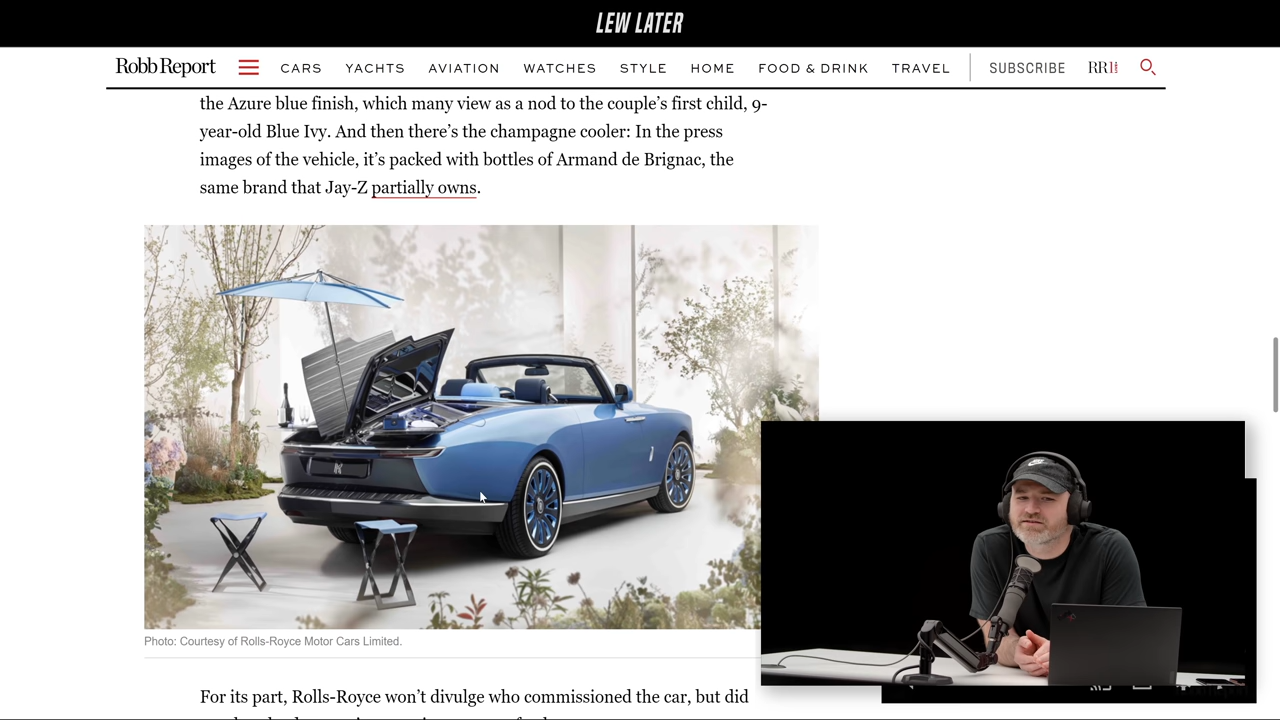 LEW LATER
Robb Report
CARS YACHTS AVIATION WATCHES STYLE HOME FOOD & DRINK TRAVEL SUBSCRIBE RR1
the Azure blue finish, which many view as a nod to the couple’s first child, 9-
year-old Blue Ivy. And then there’s the champagne cooler: In the press
images of the vehicle, it’s packed with bottles of Armand de Brignac, the
same brand that Jay-Z partially owns.
Photo: Courtesy of Rolls-Royce Motor Cars Limited.
For its part, Rolls-Royce won’t divulge who commissioned the car, but did